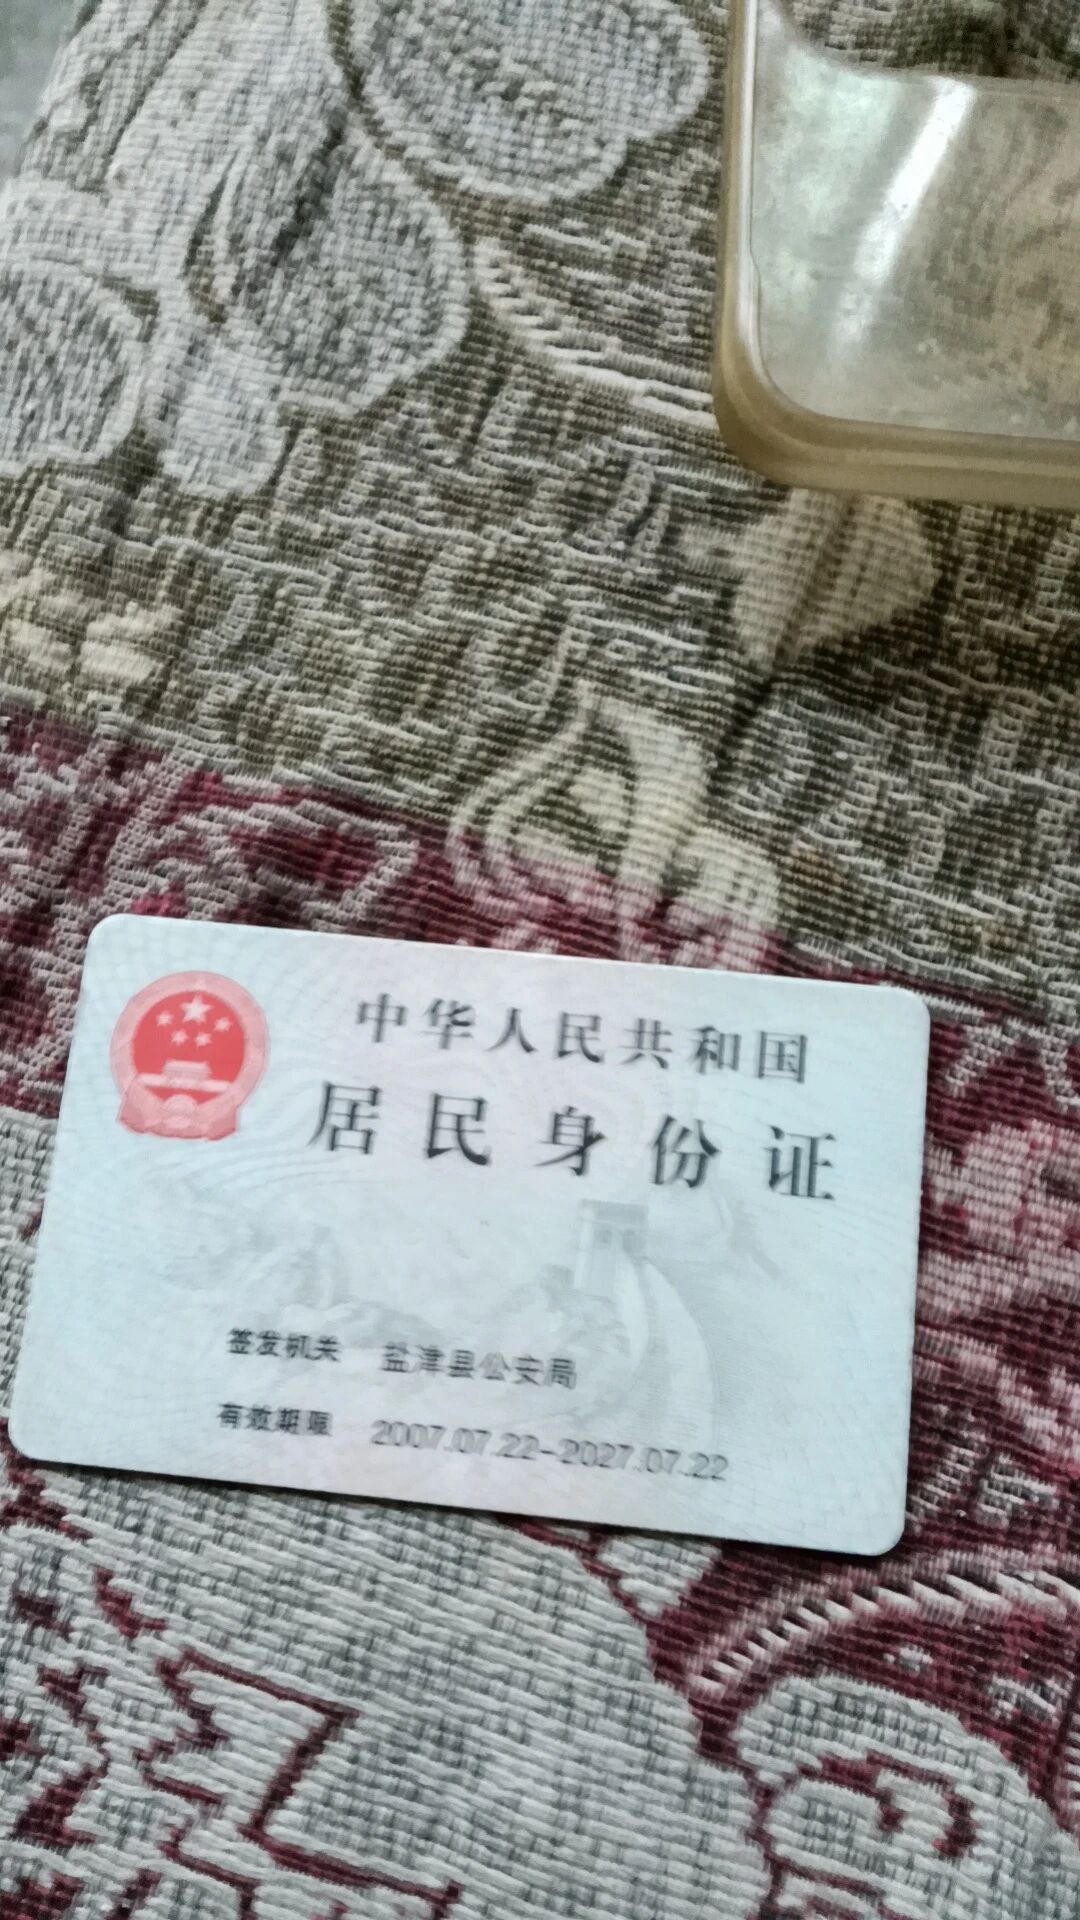 中华人民共和国
居民身份证
签发机关 盐津县公安局
有效期限 2007.07.22-2027.07.22